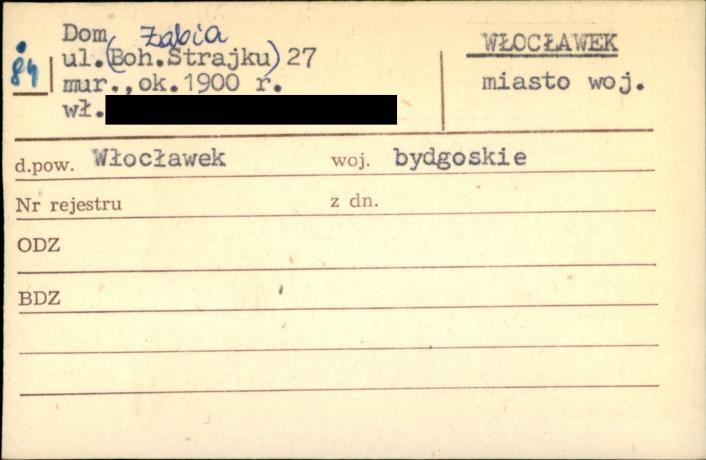 Dom Żabia
ul.(Boh.Strajku) 27
mur.,ok.1900 r.
wł.
84
WŁOCŁAWEK
miasto woj.
d.pow. Włocławek woj. bydgoskie
Nr rejestru z dn.
ODZ
BDZ